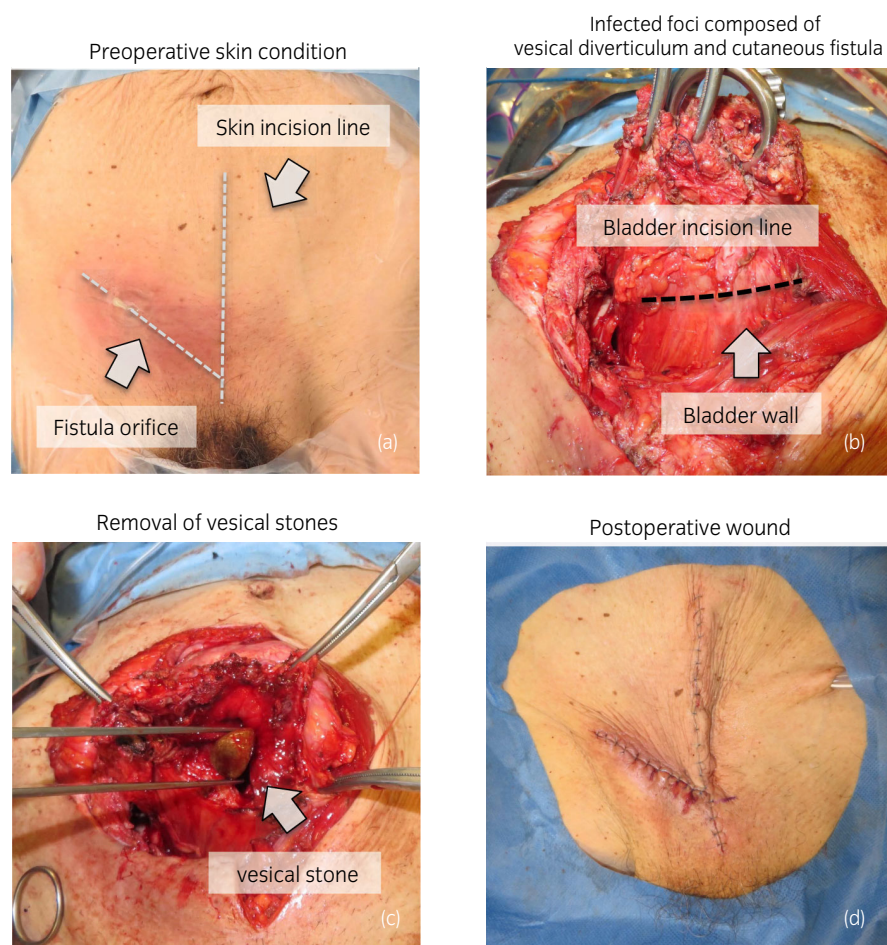 Preoperative skin condition
Skin incision line
Fistula orifice
(a)
Infected foci composed of
vesical diverticulum and cutaneous fistula
Bladder incision line
Bladder wall
(b)
Removal of vesical stones
vesical stone
(c)
Postoperative wound
(d)